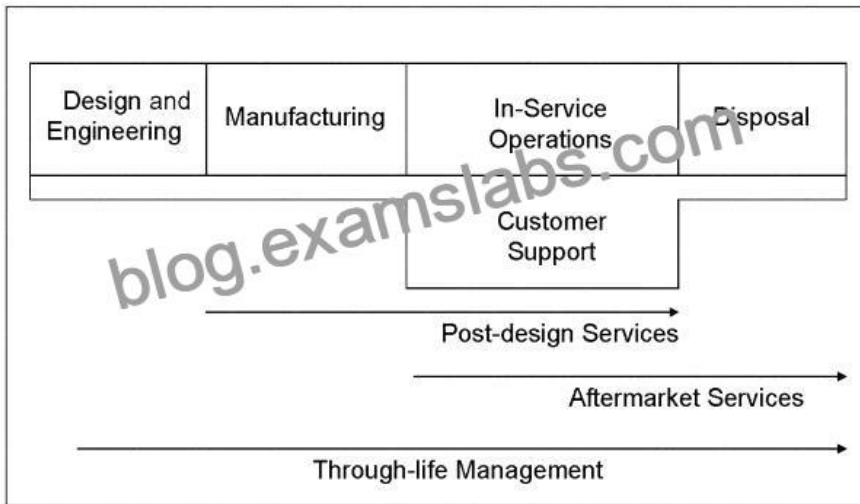 Design and
Engineering
Manufacturing
In-Service
Operations
Disposal
blog.examslabs.com
Customer
Support
Post-design Services
Aftermarket Services
Through-life Management